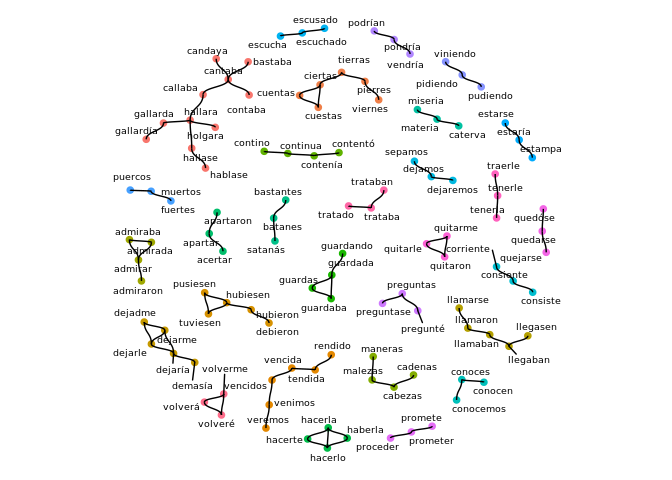 escusado
escucha
escuchado
podrían
pondría
vendría
viniendo
pidiendo
pudiendo
candaya
cantaba
bastaba
callaba
contaba
gallarda
hallara
gallardía
holgara
hallase
hablase
tierras
ciertas
cuentas
cuestas
pierres
viernes
miseria
materia
caterva
estarse
estaría
estampa
contino
continua
contentó
contenía
sepamos
dejamos
dejaremos
traerle
tenerle
tenería
puercos
muertos
fuertes
bastantes
batanes
satanás
trataban
tratado
trataba
quedóse
quedarse
quejarse
apartaron
apartar
acertar
admiraba
admirada
admirar
admiraron
guardando
guardada
guardas
guardaba
quitarme
quitarle
quitaron
corriente
consiente
consiste
pusiesen
hubiesen
tuviesen
hubieron
debieron
preguntas
preguntase
pregunté
llamarse
llamaron
llamaban
llegasen
llegaban
dejadme
dejarme
dejarle
dejaría
demasía
volverme
vencidos
volverá
volveré
rendido
vencida
tendida
venimos
veremos
maneras
malezas
cadenas
cabezas
conoces
conocen
conocemos
hacerla
hacerte
haberla
hacerlo
promete
proceder
prometer